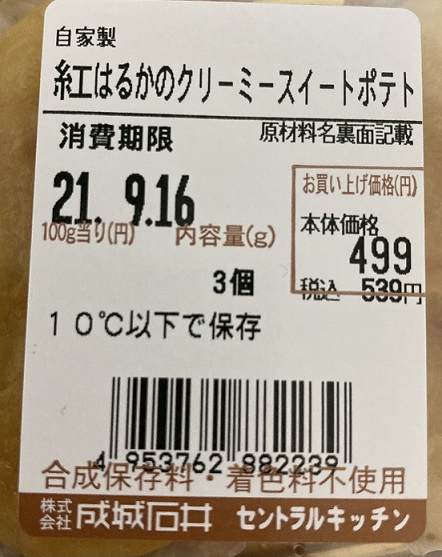 自家製
紅はるかのクリーミースイートポテト
消費期限
原材料名裏面記載
21. 9.16
お買い上げ価格(円)
本体価格
499
税込 539円
100g当り(円) 内容量(g)
3個
10℃以下で保存
4 953762 882239
合成保存料・着色料不使用
株式会社 成城石井 セントラルキッチン